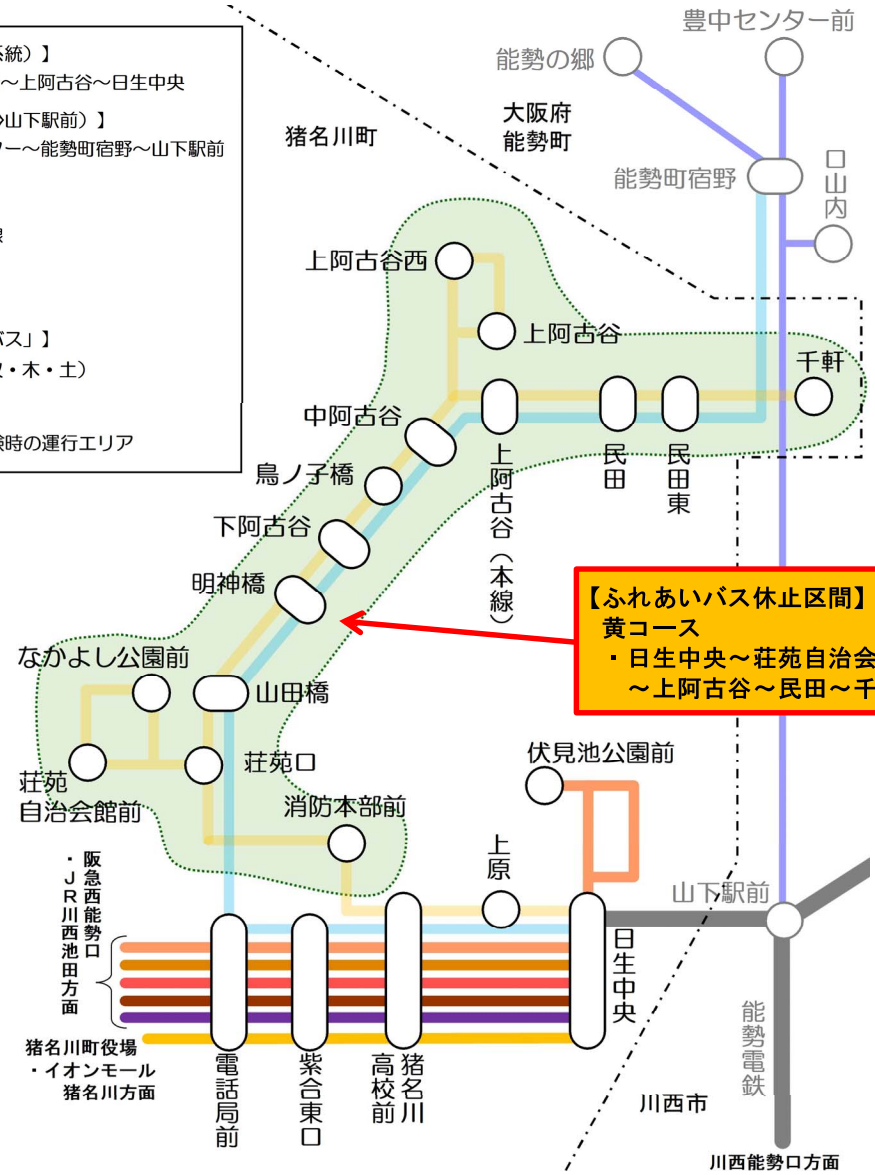 系統）】
～上阿古谷～日生中央
山下駅前）】
ワー～能勢町宿野～山下駅前
バス」】
・木・土）
時の運行エリア
豊中センター前
能勢の郷
大阪府
能勢町
猪名川町
能勢町宿野
口山内
上阿古谷西
上阿古谷
千軒
中阿古谷
上阿古谷（本線）
民田
民田東
鳥ノ子橋
下阿古谷
明神橋
【ふれあいバス休止区間】
黄コース
・日生中央～荘苑自治会
～上阿古谷～民田～千
なかよし公園前
山田橋
荘苑口
荘苑
自治会館前
伏見池公園前
消防本部前
上原
山下駅前
阪急西能勢口
・ＪＲ川西池田方面
日生中央
猪名川町役場
・イオンモール
猪名川方面
電話局前
紫合東口
猪名川
高校前
能勢電鉄
川西市
川西能勢口方面